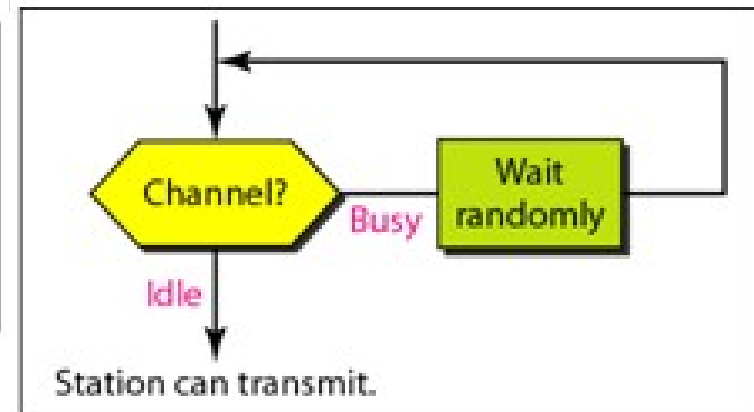 Channel?
Wait
randomly
Busy
Idle
Station can transmit.